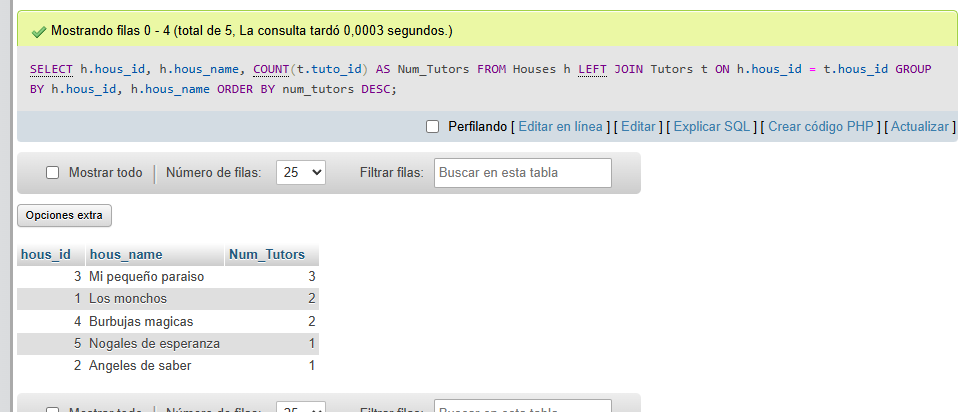 Mostrando filas 0 - 4 (total de 5, La consulta tardó 0,0003 segundos.)
SELECT h.hous_id, h.hous_name, COUNT(t.tuto_id) AS Num_Tutors FROM Houses h LEFT JOIN Tutors t ON h.hous_id = t.hous_id GROUP
BY h.hous_id, h.hous_name ORDER BY num_tutors DESC;
Perfilando [ Editar en línea ] [ Editar ] [ Explicar SQL ] [ Crear código PHP ] [ Actualizar ]
Mostrar todo Número de filas: 25 Filtrar filas: Buscar en esta tabla
Opciones extra
hous_id hous_name Num_Tutors
3 Mi pequeño paraiso 3
1 Los monchos 2
4 Burbujas magicas 2
5 Nogales de esperanza 1
2 Angeles de saber 1
Mostrar todo Número de filas: 25 Filtrar filas: Buscar en esta tabla